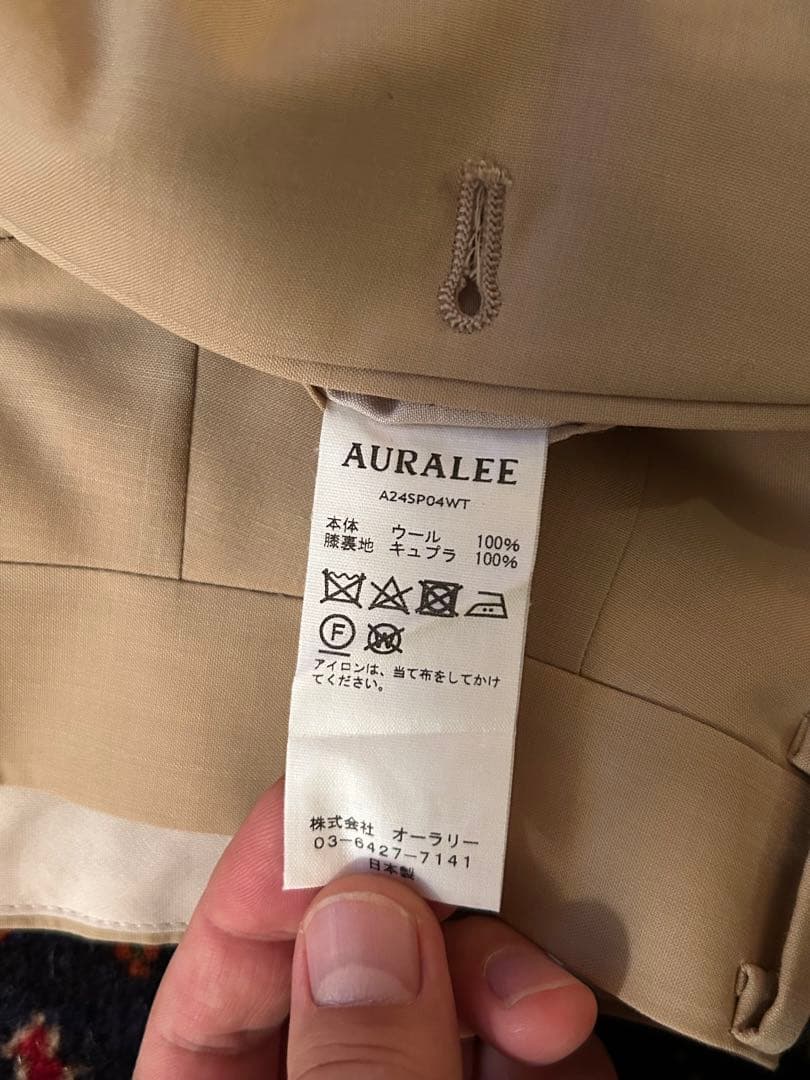 AURALEE
A24SP04WT
本体 ウール 100%
膝裏地 キュプラ 100%
F W
アイロンは、当て布をしてかけ
てください。
株式会社 オーラリー
03-6427-7141
日本製